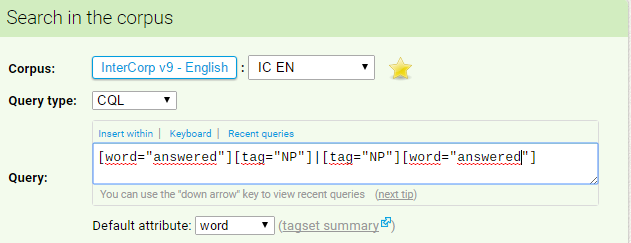 Search in the corpus
Corpus: InterCorp v9 - English : IC EN
Query type: CQL
Insert within | Keyboard | Recent queries
Query: [word="answered"][tag="NP"]|[tag="NP"][word="answered"]
You can use the "down arrow" key to view recent queries (next tip)
Default attribute: word (tagset summary)